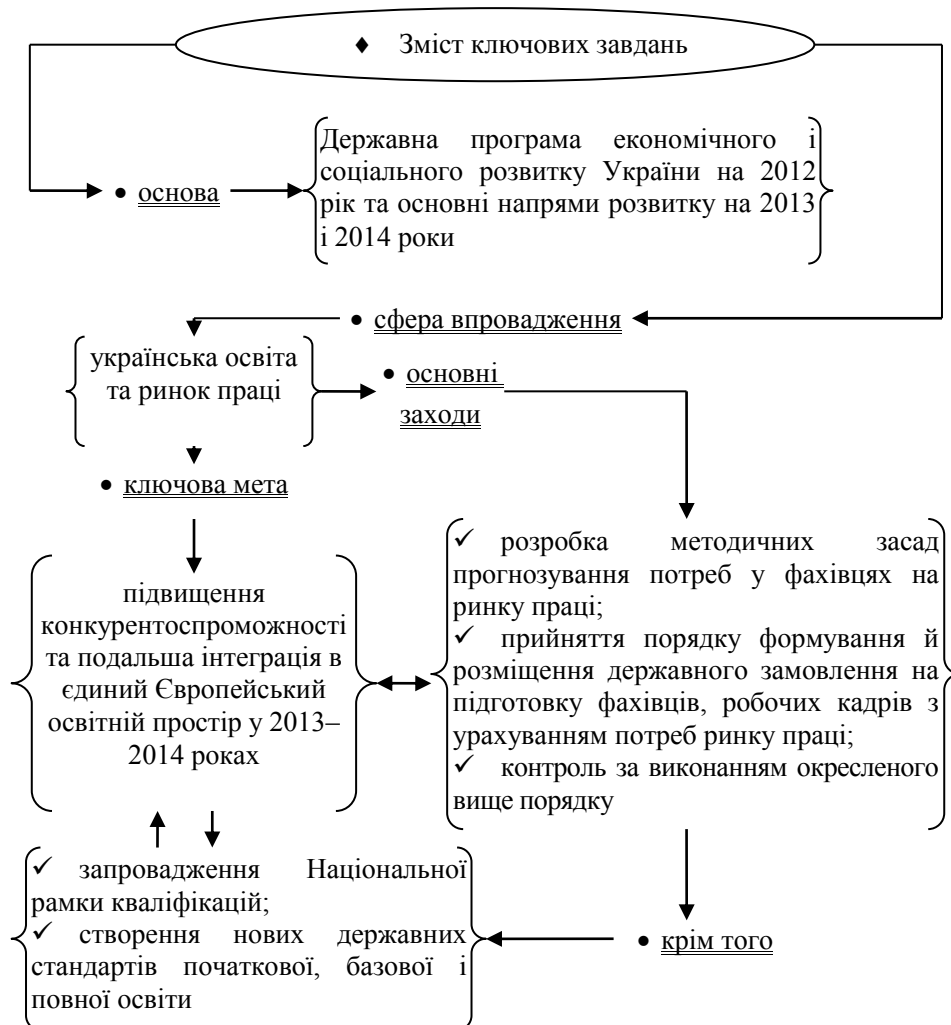 ♦ Зміст ключових завдань
• основа
Державна програма економічного і
соціального розвитку України на 2012
рік та основні напрями розвитку на 2013
і 2014 роки
• сфера впровадження
українська освіта
та ринок праці
• основні
заходи
• ключова мета
підвищення
конкурентоспроможності
та подальша інтеграція в
єдиний Європейський
освітній простір у 2013–
2014 роках
✓ розробка методичних засад
прогнозування потреб у фахівцях на
ринку праці;
✓ прийняття порядку формування й
розміщення державного замовлення на
підготовку фахівців, робочих кадрів з
урахуванням потреб ринку праці;
✓ контроль за виконанням окресленого
вище порядку
✓ запровадження Національної
рамки кваліфікацій;
✓ створення нових державних
стандартів початкової, базової і
повної освіти
• крім того